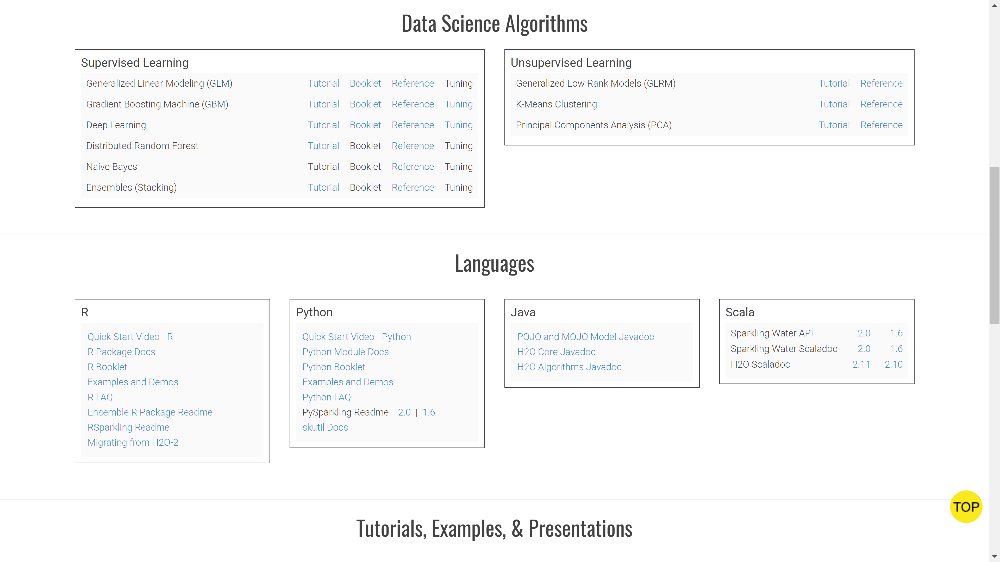 Data Science Algorithms
Supervised Learning
Generalized Linear Modeling (GLM) Tutorial Booklet Reference Tuning
Gradient Boosting Machine (GBM) Tutorial Booklet Reference Tuning
Deep Learning Tutorial Booklet Reference Tuning
Distributed Random Forest Tutorial Booklet Reference Tuning
Naive Bayes Tutorial Booklet Reference Tuning
Ensembles (Stacking) Tutorial Booklet Reference Tuning
Unsupervised Learning
Generalized Low Rank Models (GLRM) Tutorial Reference
K-Means Clustering Tutorial Reference
Principal Components Analysis (PCA) Tutorial Reference
Languages
R
Quick Start Video - R
R Package Docs
R Booklet
Examples and Demos
R FAQ
Ensemble R Package Readme
RSparkling Readme
Migrating from H2O-2
Python
Quick Start Video - Python
Python Module Docs
Python Booklet
Examples and Demos
Python FAQ
PySparkling Readme 2.0 | 1.6
skutil Docs
Java
POJO and MOJO Model Javadoc
H2O Core Javadoc
H2O Algorithms Javadoc
Scala
Sparkling Water API 2.0 1.6
Sparkling Water Scaladoc 2.0 1.6
H2O Scaladoc 2.11 2.10
TOP
Tutorials, Examples, & Presentations